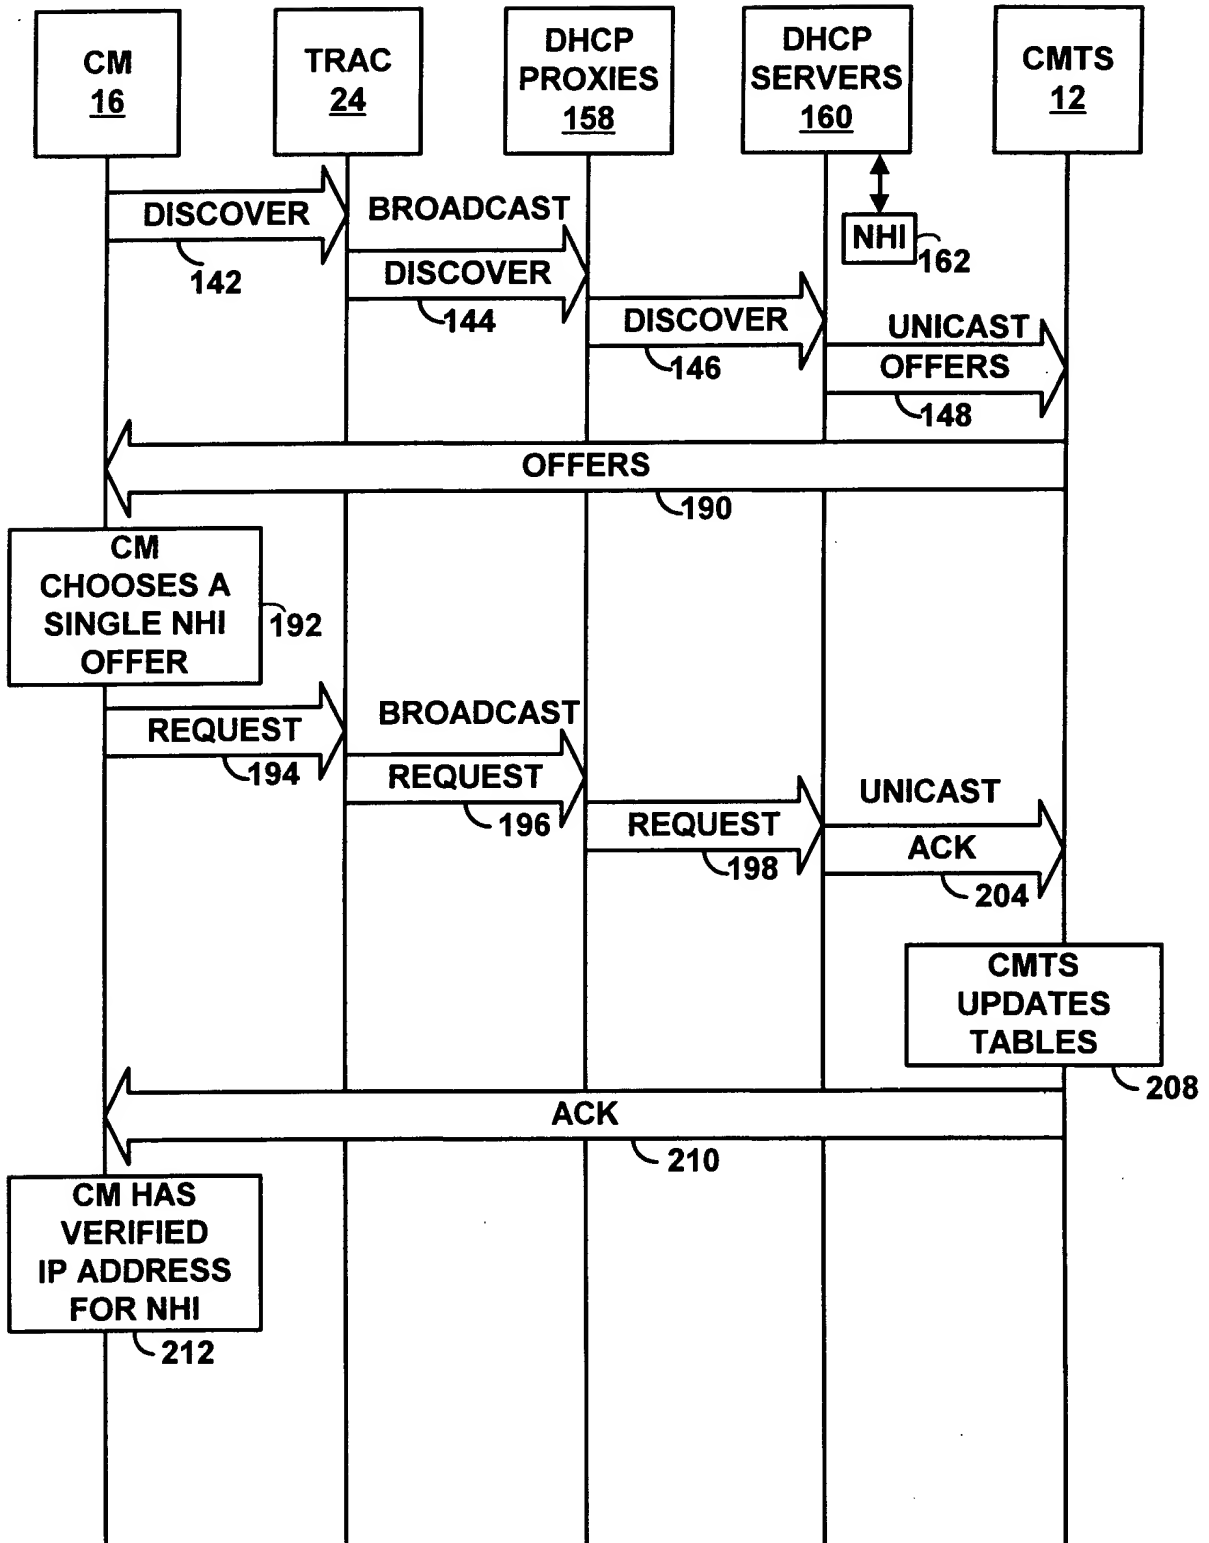 CM
16
TRAC
24
DHCP
PROXIES
158
DHCP
SERVERS
160
CMTS
12
DISCOVER
142
BROADCAST
DISCOVER
144
NHI
162
DISCOVER
146
UNICAST
OFFERS
148
OFFERS
190
CM
CHOOSES A
SINGLE NHI
OFFER
192
REQUEST
194
BROADCAST
REQUEST
196
REQUEST
198
UNICAST
ACK
204
CMTS
UPDATES
TABLES
208
ACK
210
CM HAS
VERIFIED
IP ADDRESS
FOR NHI
212